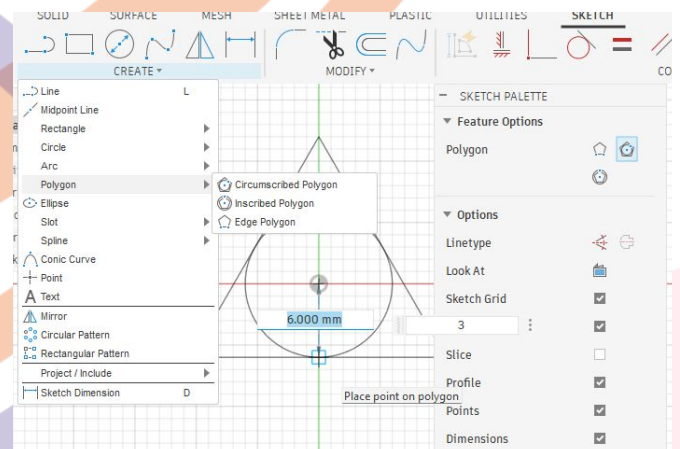 SOLID SURFACE MESH SHEET METAL PLASTIC UTILITIES SKETCH
CREATE MODIFY CO
Line L
Midpoint Line
Rectangle
Circle
Arc
Polygon
Ellipse
Slot
Spline
Conic Curve
Point
A Text
Mirror
Circular Pattern
Rectangular Pattern
Project / Include
Sketch Dimension D
Circumscribed Polygon
Inscribed Polygon
Edge Polygon
6.000 mm
3
Place point on polygon
SKETCH PALETTE
Feature Options
Polygon
Options
Linetype
Look At
Sketch Grid
Slice
Profile
Points
Dimensions